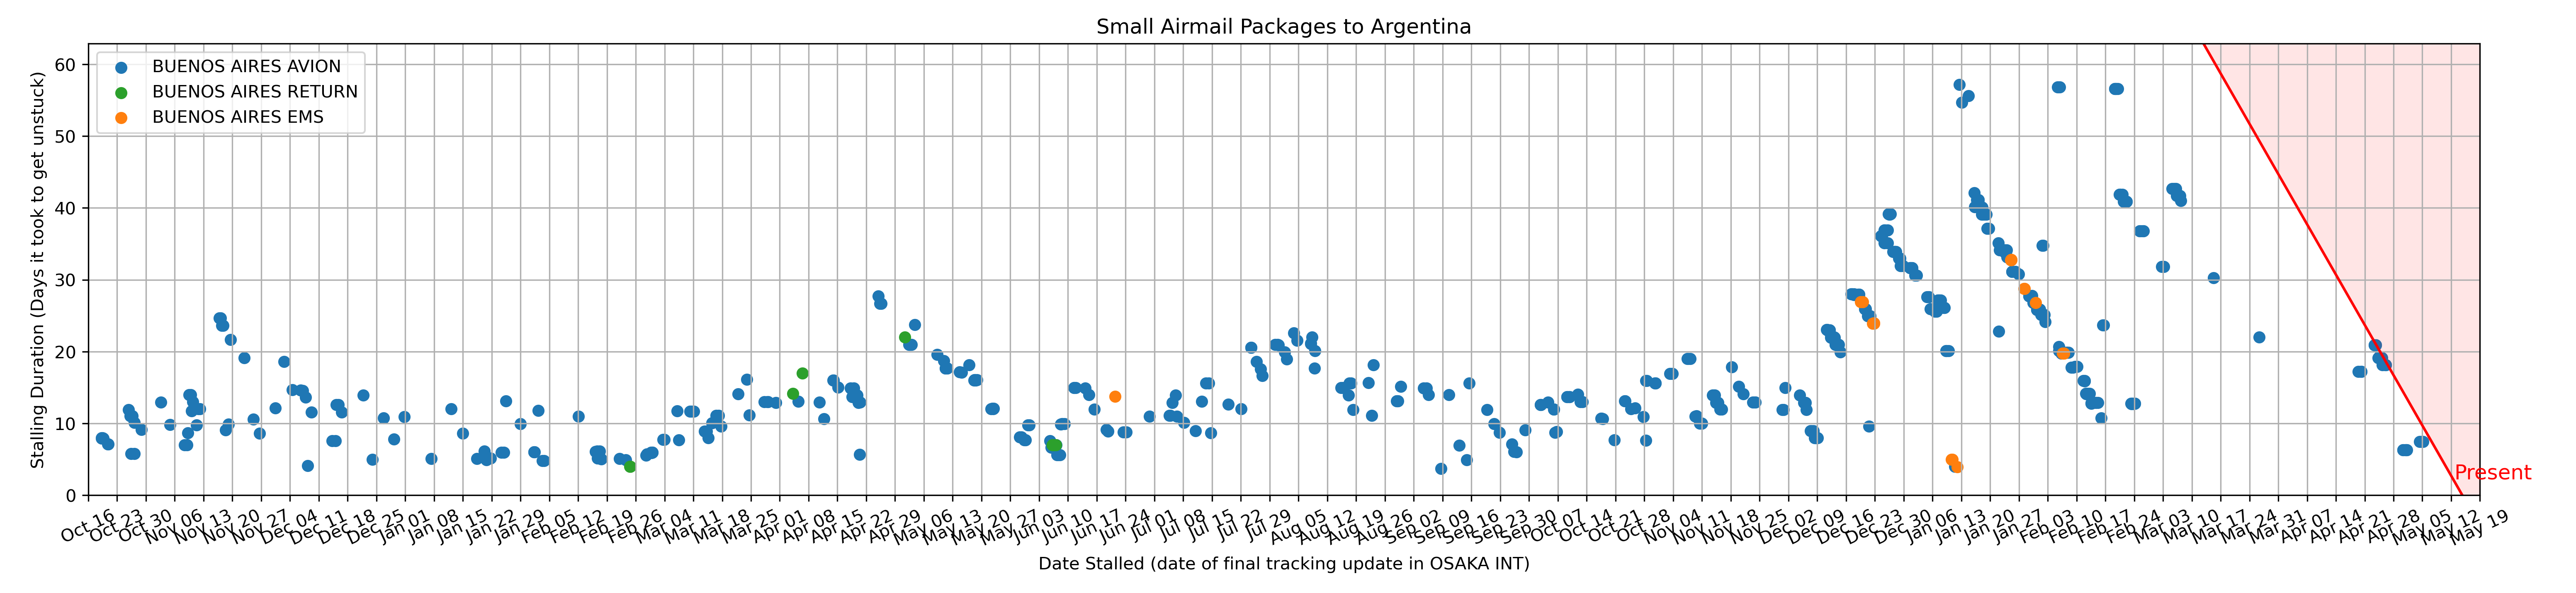 Small Airmail Packages to Argentina
BUENOS AIRES AVION
BUENOS AIRES RETURN
BUENOS AIRES EMS
Stalling Duration (Days it took to get unstuck)
60
50
40
30
20
10
0
Present
Oct 16
Oct 23
Oct 30
Nov 06
Nov 13
Nov 20
Nov 27
Dec 04
Dec 11
Dec 18
Dec 25
Jan 01
Jan 08
Jan 15
Jan 22
Jan 29
Feb 05
Feb 12
Feb 19
Feb 26
Mar 04
Mar 11
Mar 18
Mar 25
Apr 01
Apr 08
Apr 15
Apr 22
Apr 29
May 06
May 13
May 20
May 27
Jun 03
Jun 10
Jun 17
Jun 24
Jul 01
Jul 08
Jul 15
Jul 22
Jul 29
Aug 05
Aug 12
Aug 19
Aug 26
Sep 02
Sep 09
Sep 16
Sep 23
Sep 30
Oct 07
Oct 14
Oct 21
Oct 28
Nov 04
Nov 11
Nov 18
Nov 25
Dec 02
Dec 09
Dec 16
Dec 23
Dec 30
Jan 06
Jan 13
Jan 20
Jan 27
Feb 03
Feb 10
Feb 17
Feb 24
Mar 03
Mar 10
Mar 17
Mar 24
Mar 31
Apr 07
Apr 14
Apr 21
Apr 28
May 05
May 12
May 19
Date Stalled (date of final tracking update in OSAKA INT)